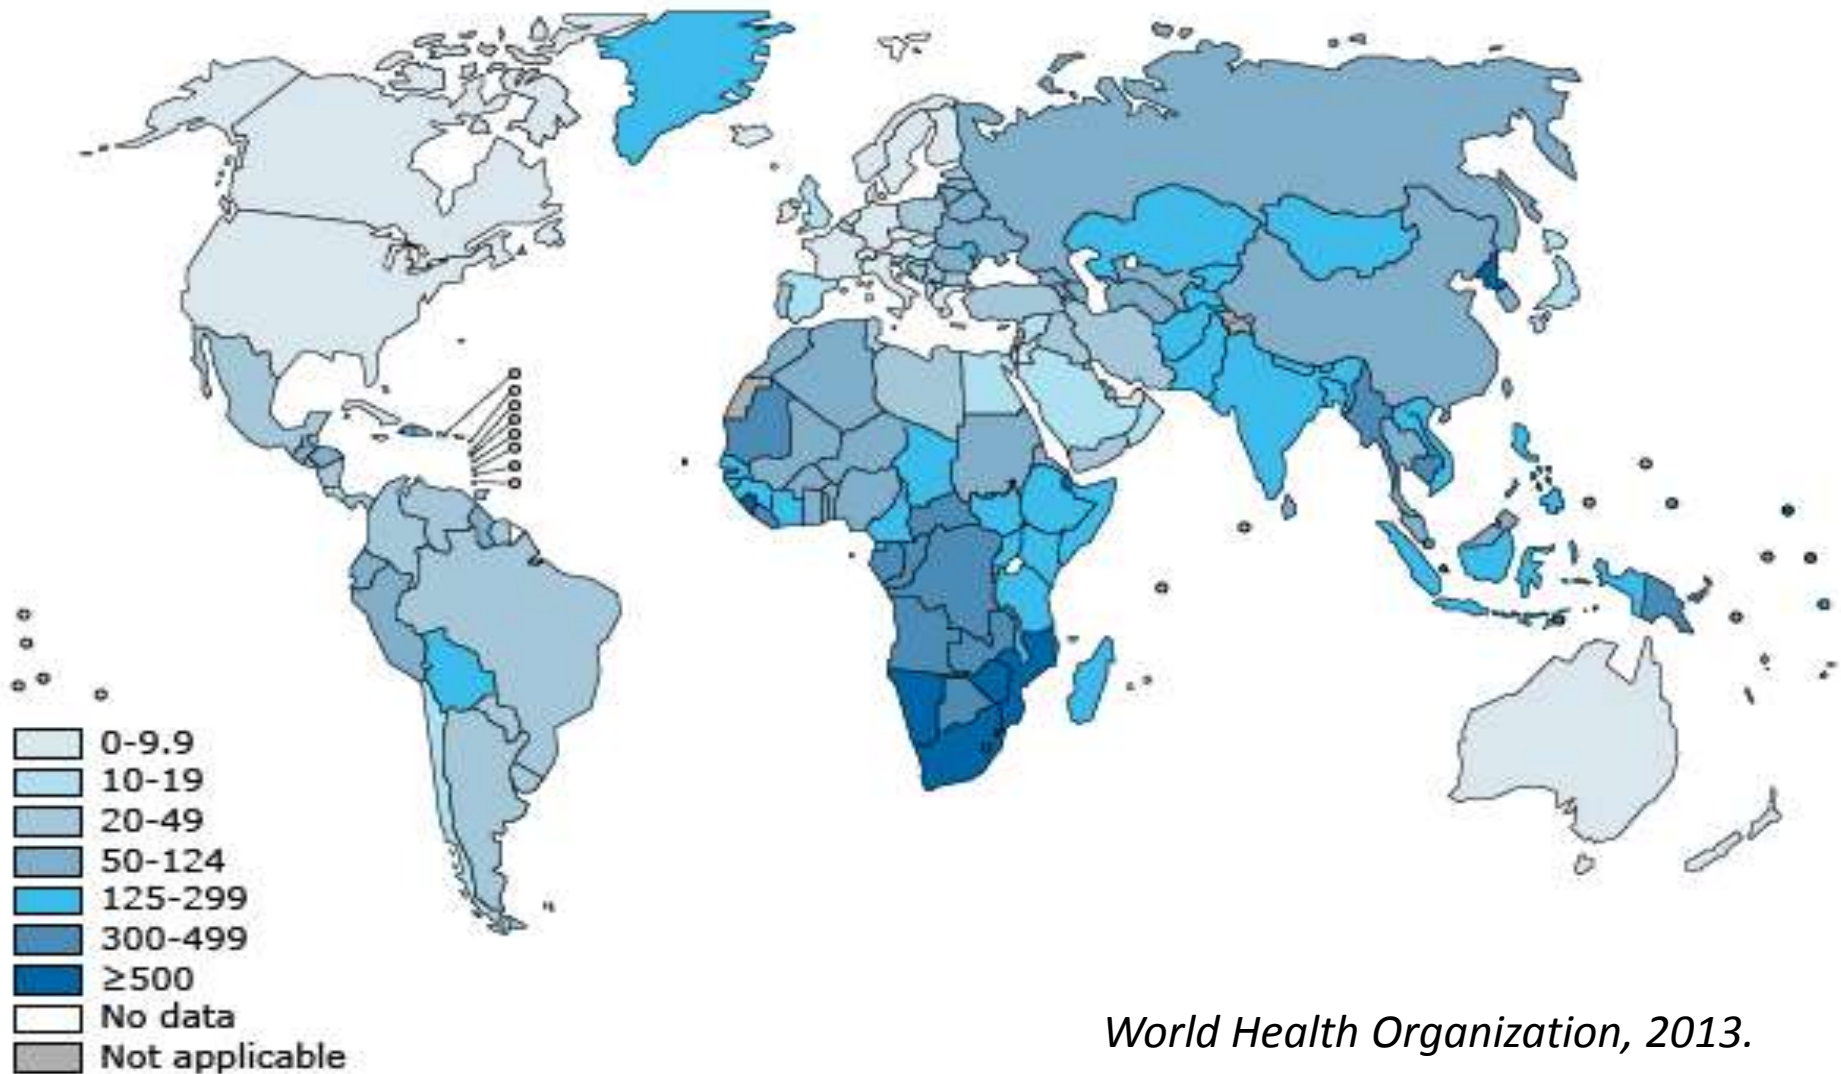 0-9.9
10-19
20-49
50-124
125-299
300-499
≥500
No data
Not applicable
World Health Organization, 2013.